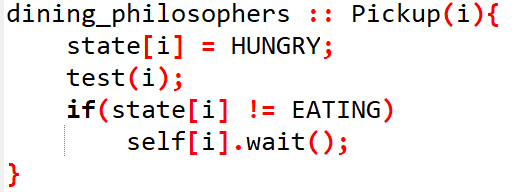 dining_philosophers :: Pickup(i){
    state[i] = HUNGRY;
    test(i);
    if(state[i] != EATING)
        self[i].wait();
}